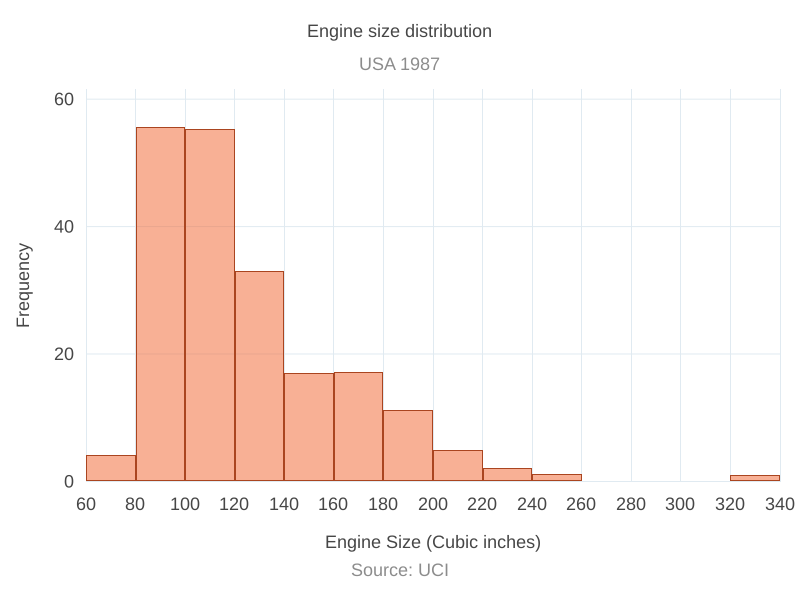 Engine size distribution
USA 1987
Frequency
60
40
20
0
60 80 100 120 140 160 180 200 220 240 260 280 300 320 340
Engine Size (Cubic inches)
Source: UCI